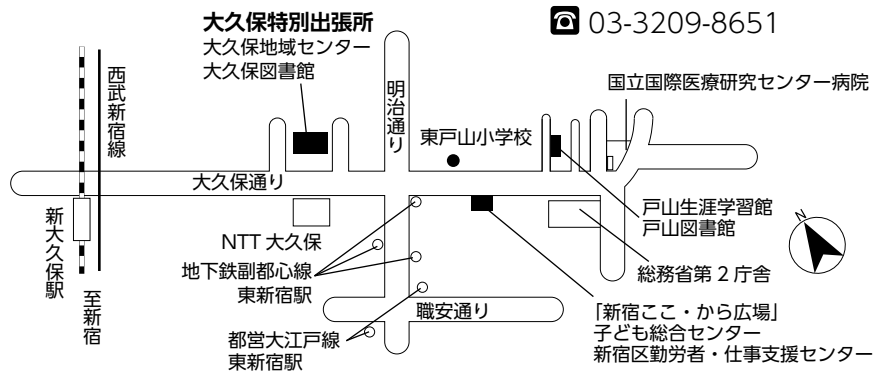 大久保特別出張所
大久保地域センター
大久保図書館
☎ 03-3209-8651
西武新宿線
明治通り
国立国際医療研究センター病院
東戸山小学校
大久保通り
新大久保駅
NTT 大久保
戸山生涯学習館
戸山図書館
N
地下鉄副都心線
東新宿駅
総務省第 2 庁舎
至新宿
職安通り
都営大江戸線
東新宿駅
「新宿ここ・から広場」
子ども総合センター
新宿区勤労者・仕事支援センター